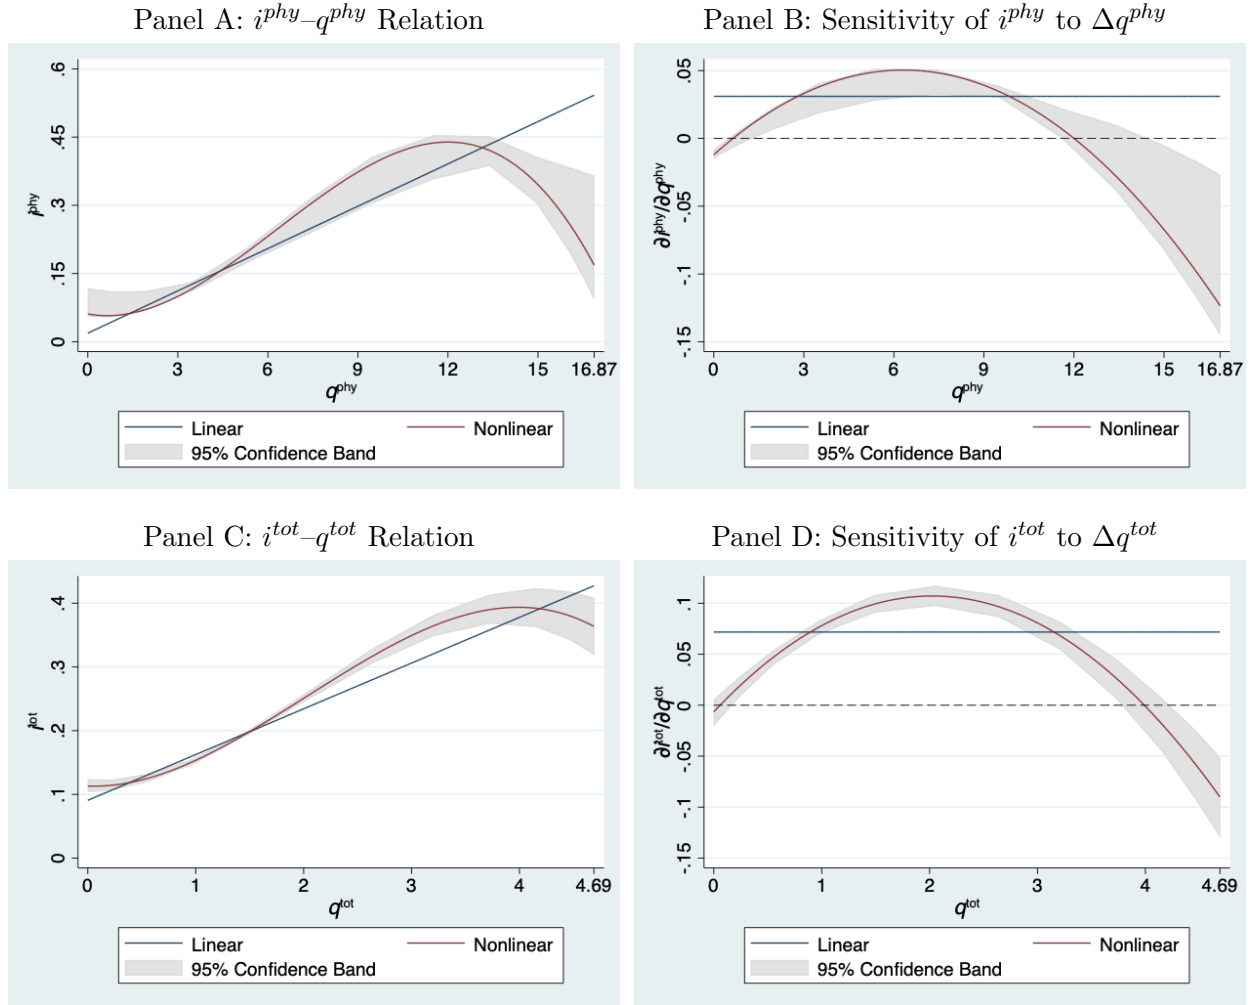 Panel A: i^phy–q^phy Relation
.6
.45
.3
.15
0
i^phy
0 3 6 9 12 15 16.87
q^phy
Linear Nonlinear
95% Confidence Band
Panel B: Sensitivity of i^phy to Δq^phy
.05
0
-.05
-.1
-.15
∂i^phy/∂q^phy
0 3 6 9 12 15 16.87
q^phy
Linear Nonlinear
95% Confidence Band
Panel C: i^tot–q^tot Relation
.4
.3
.2
.1
0
i^tot
0 1 2 3 4 4.69
q^tot
Linear Nonlinear
95% Confidence Band
Panel D: Sensitivity of i^tot to Δq^tot
.1
.05
0
-.05
-.1
-.15
∂i^tot/∂q^tot
0 1 2 3 4 4.69
q^tot
Linear Nonlinear
95% Confidence Band